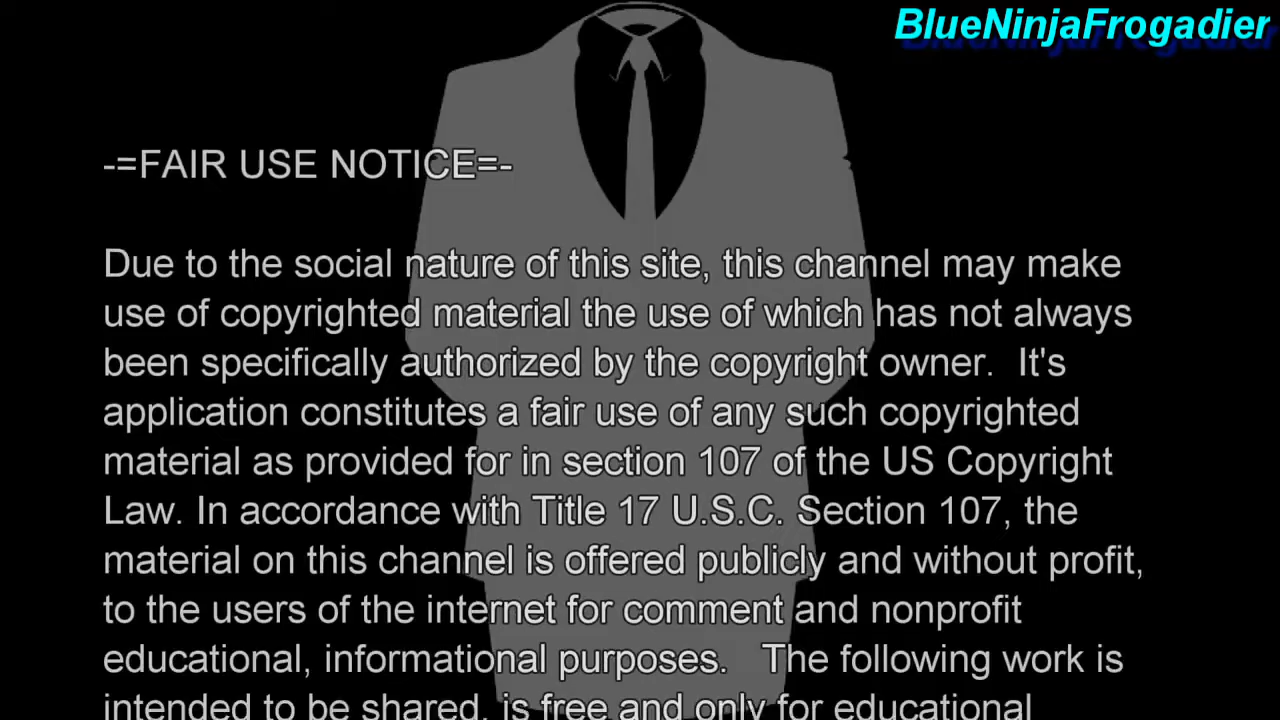 BlueNinjaFrogadier
-=FAIR USE NOTICE=-
Due to the social nature of this site, this channel may make
use of copyrighted material the use of which has not always
been specifically authorized by the copyright owner.  It's
application constitutes a fair use of any such copyrighted
material as provided for in section 107 of the US Copyright
Law. In accordance with Title 17 U.S.C. Section 107, the
material on this channel is offered publicly and without profit,
to the users of the internet for comment and nonprofit
educational, informational purposes.   The following work is
intended to be shared, is free and only for educational